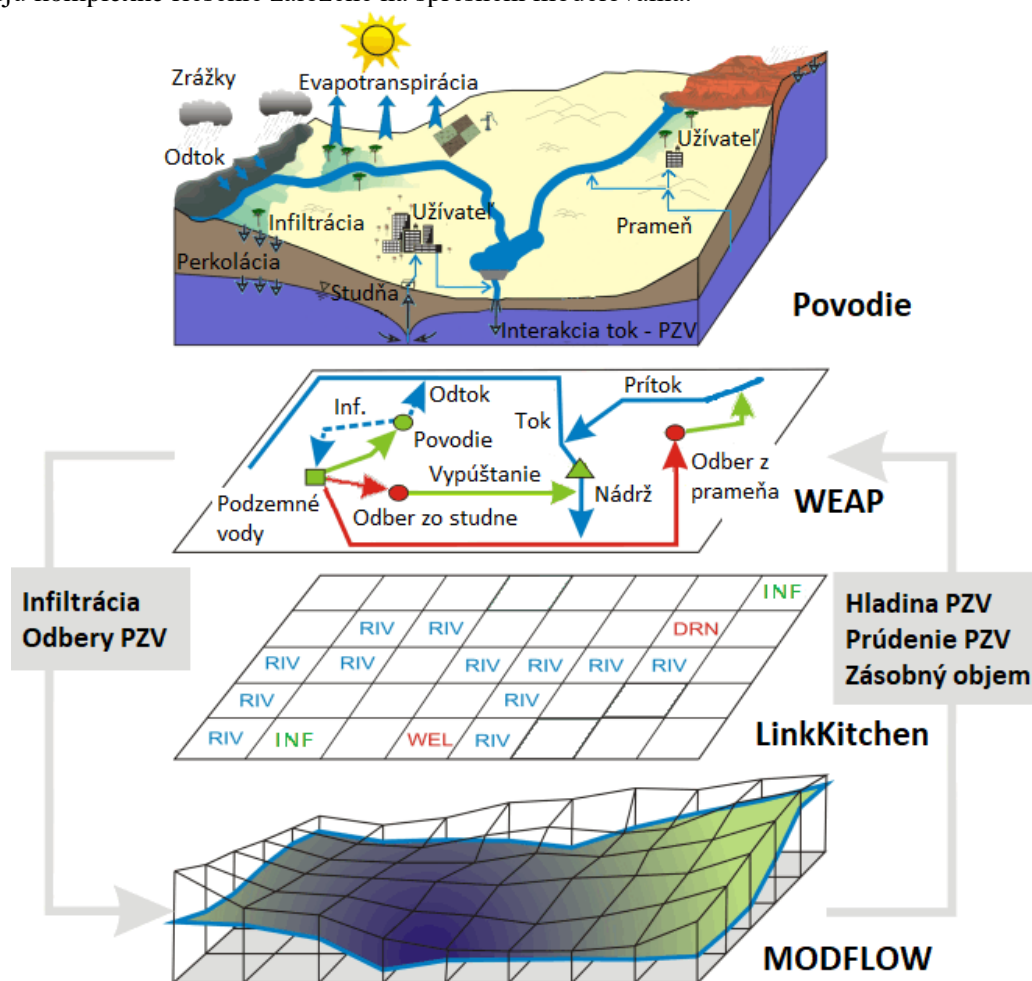 Zrážky
Evapotranspirácia
Odtok
Užívateľ
Infiltrácia
Užívateľ
Prameň
Perkolácia
Studňa
Interakcia tok - PZV
Povodie
Prítok
Odtok
Inf.
Tok
Povodie
Vypúštanie
Odber z
prameňa
Nádrž
Podzemné
vody
Odber zo studne
WEAP
Infiltrácia
Odbery PZV
Hladina PZV
Prúdenie PZV
Zásobný objem
INF
RIV RIV DRN
RIV RIV RIV RIV RIV RIV
RIV RIV
RIV INF WEL RIV
LinkKitchen
MODFLOW